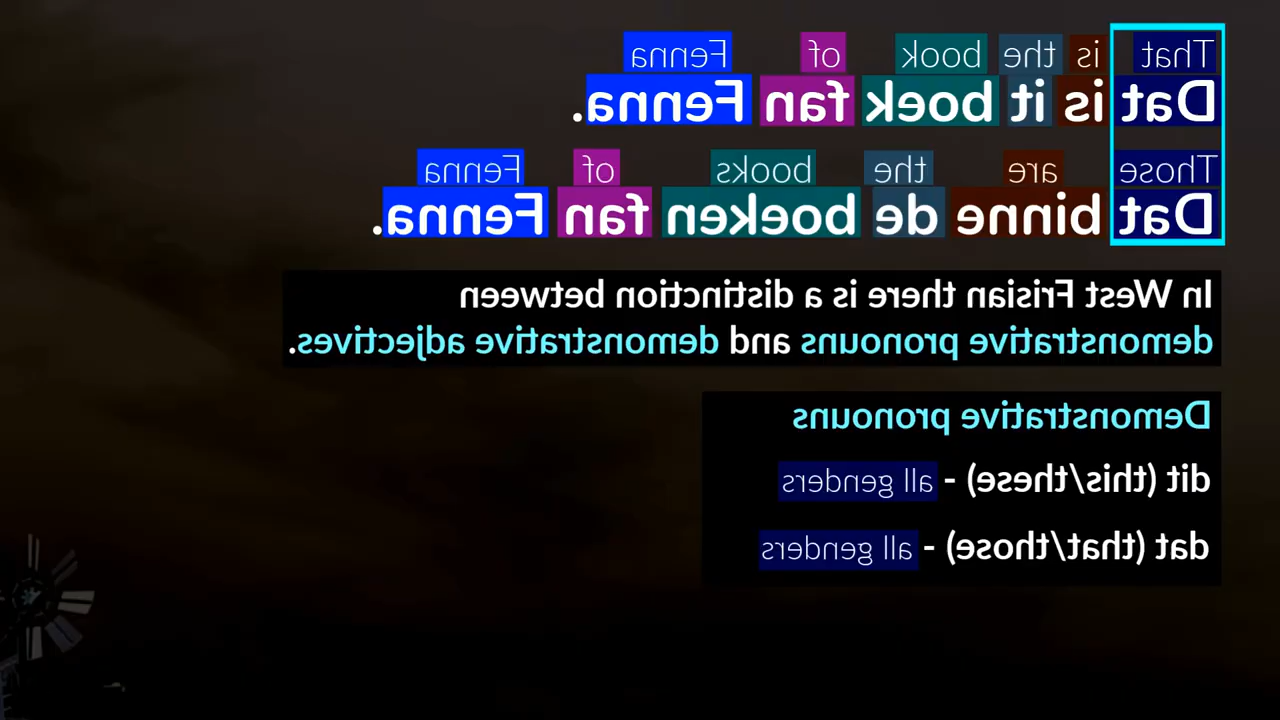 That is the book of Fenna
Dat is it boek fan Fenna.
Those are the books of Fenna
Dat binne de boeken fan Fenna.
In West Frisian there is a distinction between
demonstrative pronouns and demonstrative adjectives.
Demonstrative pronouns
dit (this/these) - all genders
dat (that/those) - all genders